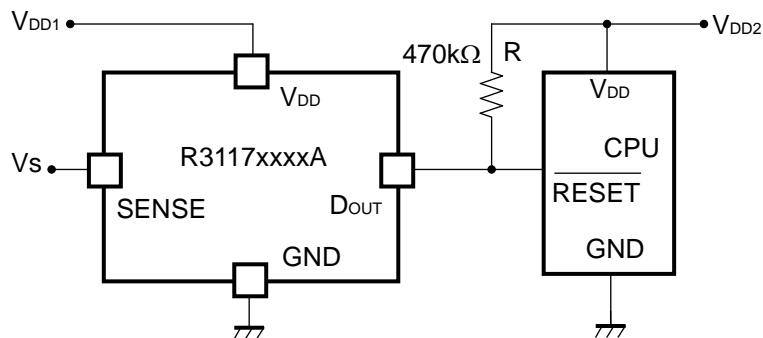 VDD1
VDD2
470kΩ R
VDD
VDD
R3117xxxxA
CPU
Vs
RESET
SENSE
DOUT
GND
GND